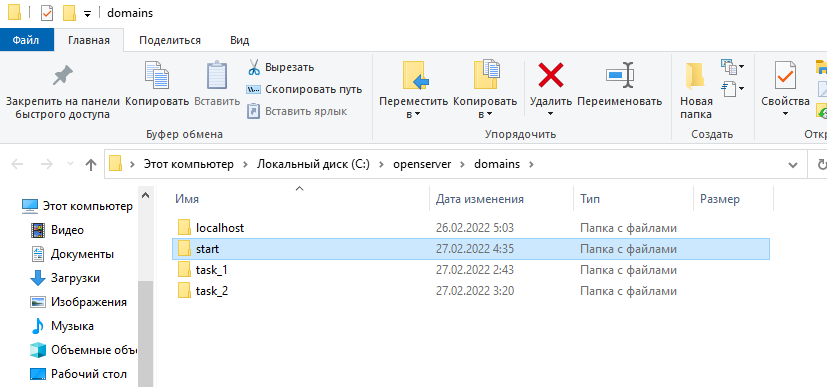 domains
Файл Главная Поделиться Вид
Закрепить на панели быстрого доступа
Копировать
Вставить
Вырезать
Скопировать путь
Вставить ярлык
Переместить в
Копировать в
Удалить
Переименовать
Новая папка
Свойства
Буфер обмена Упорядочить Создать
Этот компьютер Локальный диск (C:) openserver domains
Имя Дата изменения Тип Размер
Этот компьютер
Видео
Документы
Загрузки
Изображения
Музыка
Рабочий стол
localhost 26.02.2022 5:03 Папка с файлами
start 27.02.2022 4:35 Папка с файлами
task_1 27.02.2022 2:43 Папка с файлами
task_2 27.02.2022 3:20 Папка с файлами